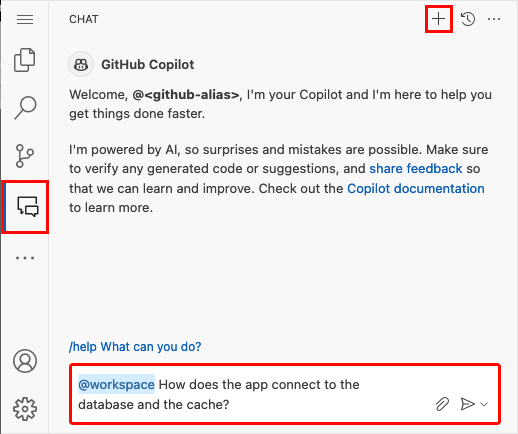 CHAT
GitHub Copilot
Welcome, @<github-alias>, I'm your Copilot and I'm here to help you
get things done faster.
I'm powered by AI, so surprises and mistakes are possible. Make sure
to verify any generated code or suggestions, and share feedback so
that we can learn and improve. Check out the Copilot documentation
to learn more.
/help What can you do?
@workspace How does the app connect to the
database and the cache?